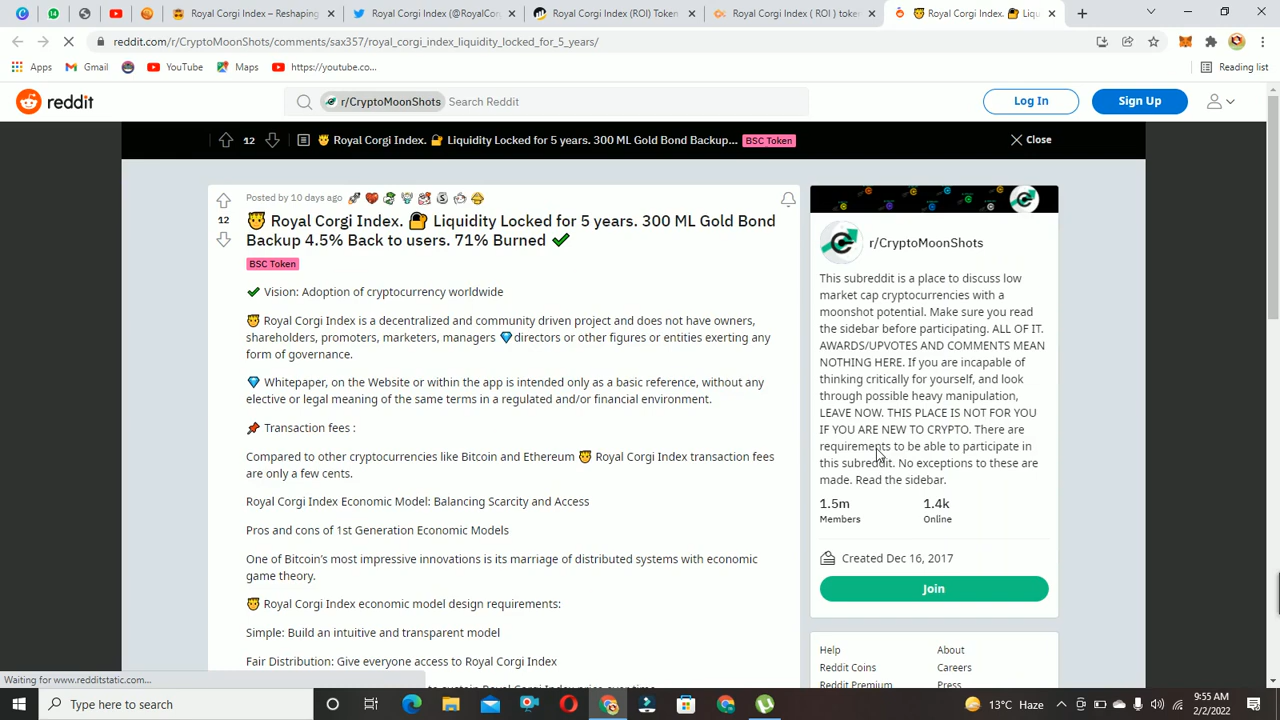 Royal Corgi Index – Reshaping
Royal Corgi Index (@RoyalCor
Royal Corgi Index (ROI) Token
Royal Corgi Index ( ROI ) token
Royal Corgi Index. Liq
reddit.com/r/CryptoMoonShots/comments/sax357/royal_corgi_index_liquidity_locked_for_5_years/
Apps Gmail YouTube Maps https://youtube.co... Reading list
reddit r/CryptoMoonShots Search Reddit Log In Sign Up
12 Royal Corgi Index. Liquidity Locked for 5 years. 300 ML Gold Bond Backup... BSC Token Close
Posted by 10 days ago
12
Royal Corgi Index. Liquidity Locked for 5 years. 300 ML Gold Bond
Backup 4.5% Back to users. 71% Burned
BSC Token
Vision: Adoption of cryptocurrency worldwide
Royal Corgi Index is a decentralized and community driven project and does not have owners,
shareholders, promoters, marketers, managers directors or other figures or entities exerting any
form of governance.
Whitepaper, on the Website or within the app is intended only as a basic reference, without any
elective or legal meaning of the same terms in a regulated and/or financial environment.
Transaction fees :
Compared to other cryptocurrencies like Bitcoin and Ethereum Royal Corgi Index transaction fees
are only a few cents.
Royal Corgi Index Economic Model: Balancing Scarcity and Access
Pros and cons of 1st Generation Economic Models
One of Bitcoin's most impressive innovations is its marriage of distributed systems with economic
game theory.
Royal Corgi Index economic model design requirements:
Simple: Build an intuitive and transparent model
Fair Distribution: Give everyone access to Royal Corgi Index
r/CryptoMoonShots
This subreddit is a place to discuss low
market cap cryptocurrencies with a
moonshot potential. Make sure you read
the sidebar before participating. ALL OF IT.
AWARDS/UPVOTES AND COMMENTS MEAN
NOTHING HERE. If you are incapable of
thinking critically for yourself, and look
through possible heavy manipulation,
LEAVE NOW. THIS PLACE IS NOT FOR YOU
IF YOU ARE NEW TO CRYPTO. There are
requirements to be able to participate in
this subreddit. No exceptions to these are
made. Read the sidebar.
1.5m 1.4k
Members Online
Created Dec 16, 2017
Join
Help About
Reddit Coins Careers
Reddit Premium Press
Waiting for www.redditstatic.com...
Type here to search
13°C Haze
9:55 AM
2/2/2022